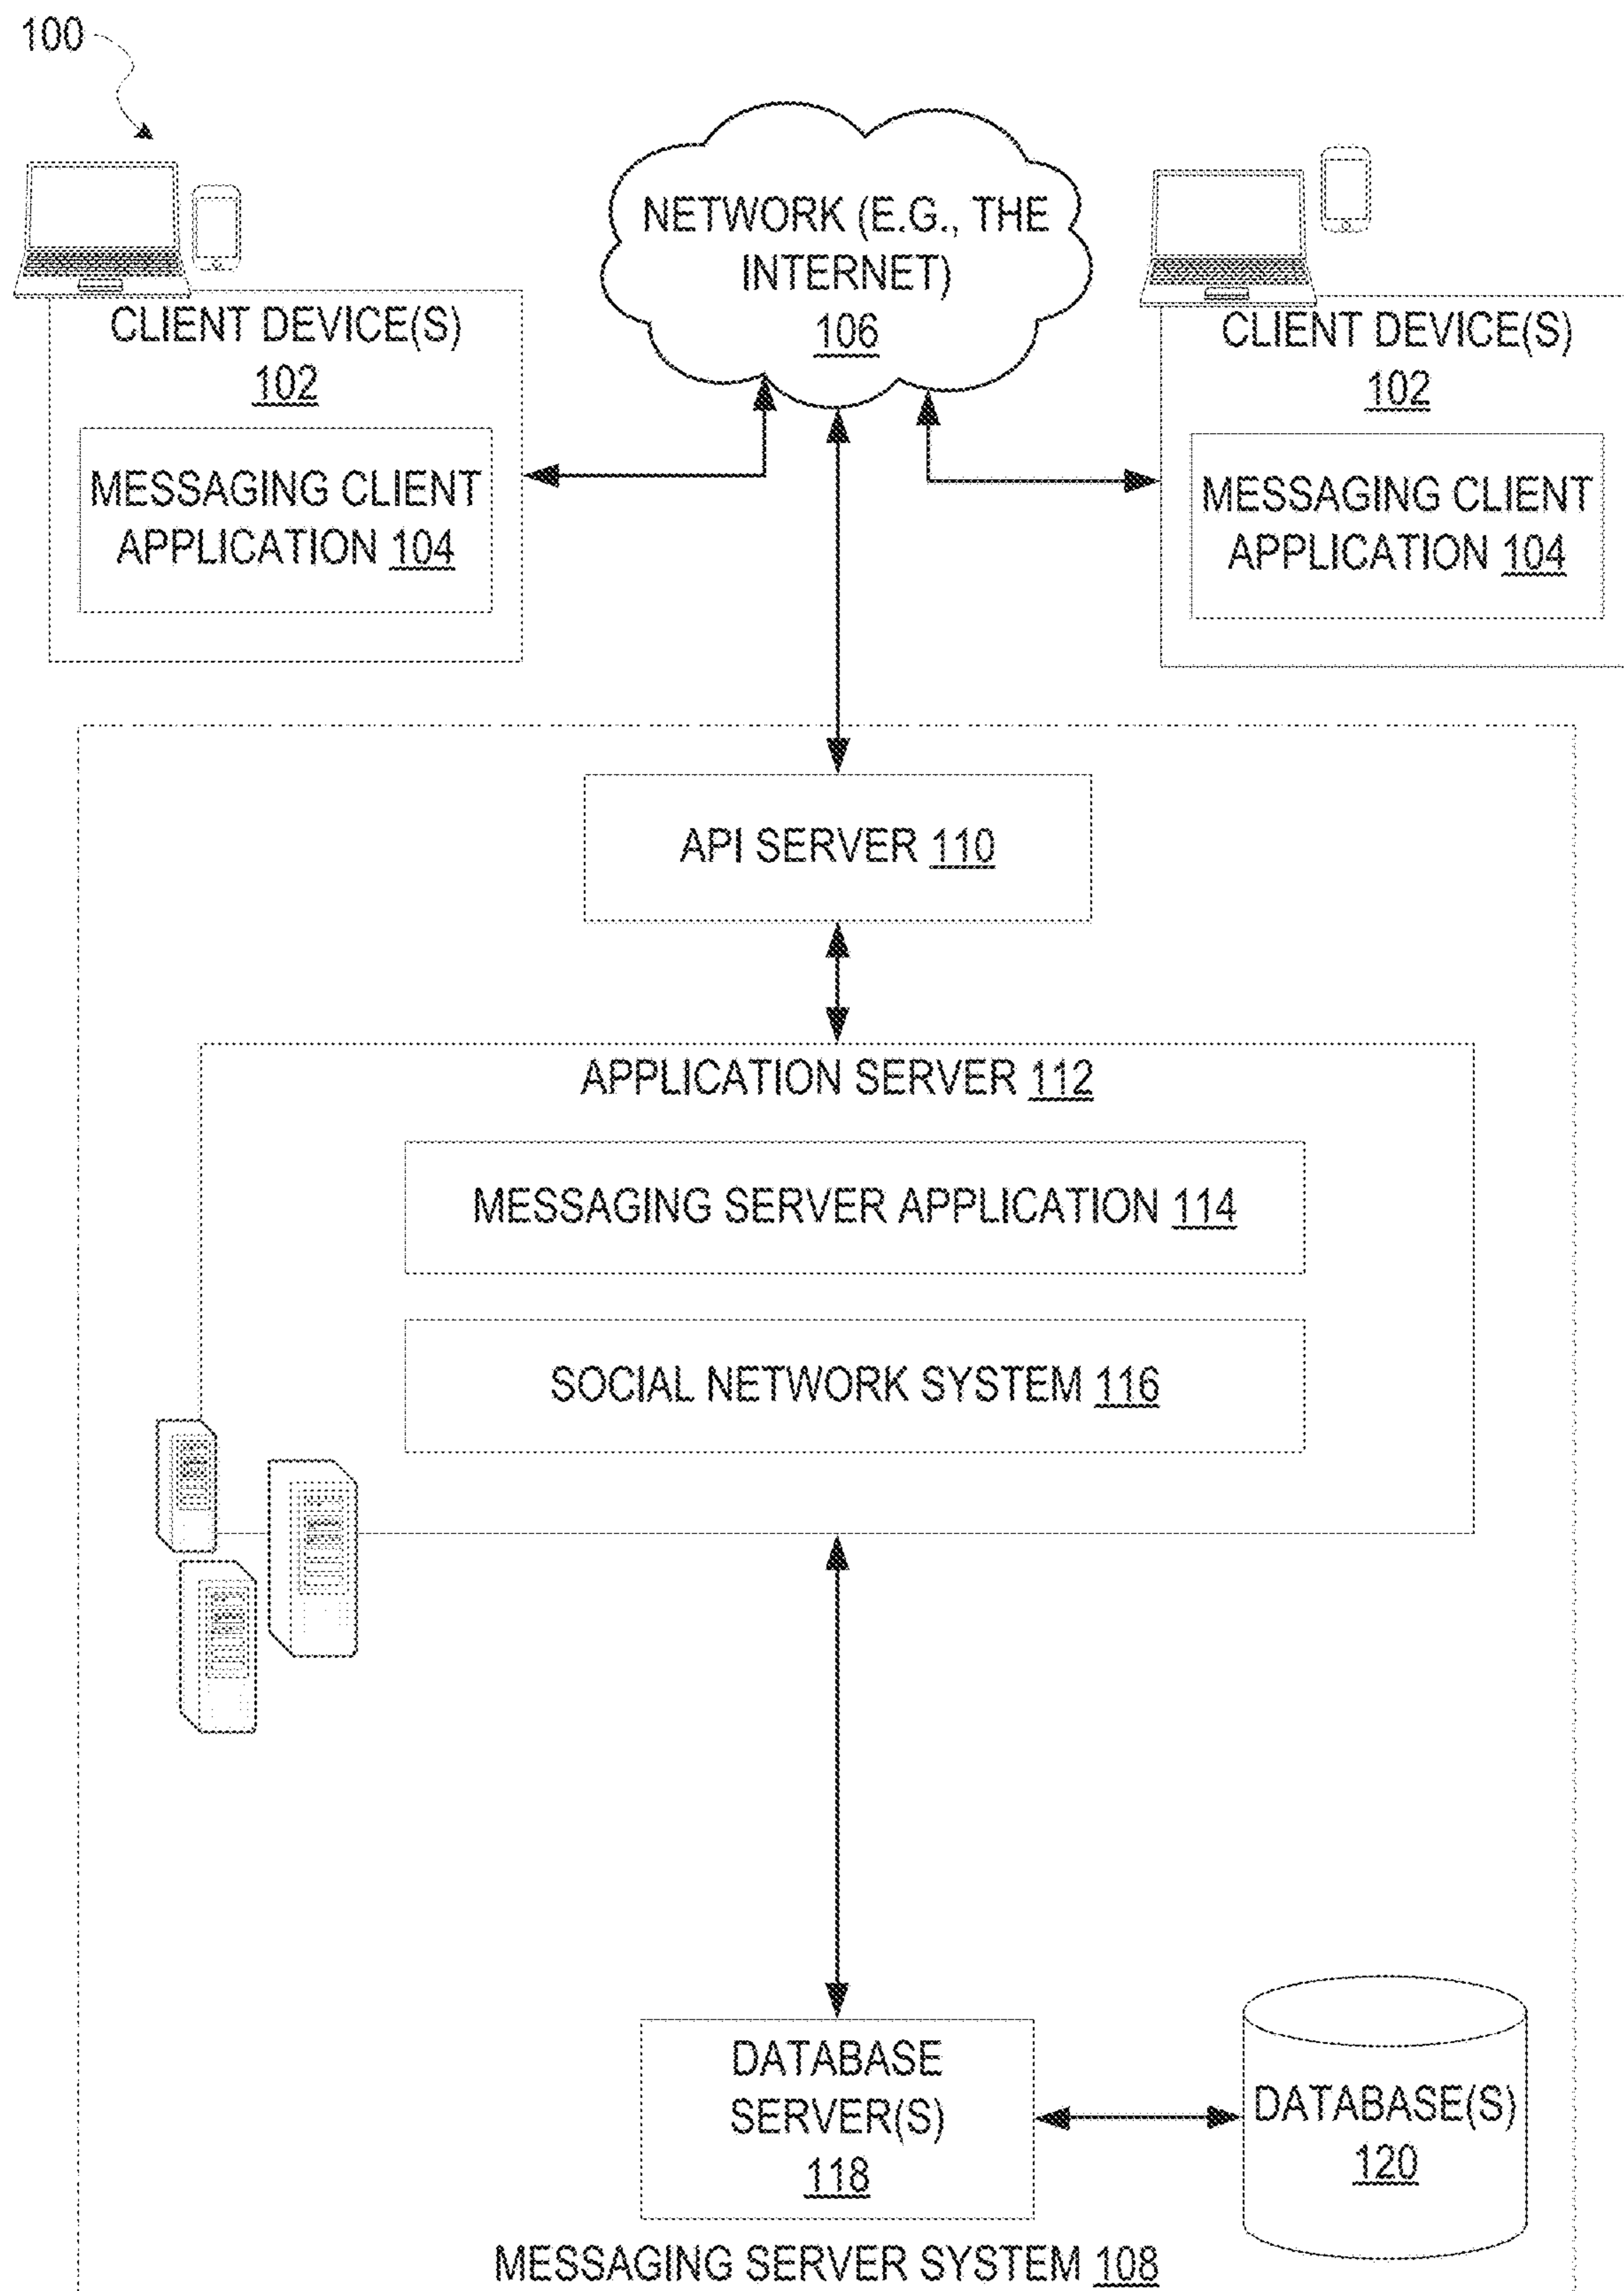 100
NETWORK (E.G., THE
INTERNET)
106
CLIENT DEVICE(S)
102
MESSAGING CLIENT
APPLICATION 104
CLIENT DEVICE(S)
102
MESSAGING CLIENT
APPLICATION 104
API SERVER 110
APPLICATION SERVER 112
MESSAGING SERVER APPLICATION 114
SOCIAL NETWORK SYSTEM 116
DATABASE
SERVER(S)
118
DATABASE(S)
120
MESSAGING SERVER SYSTEM 108